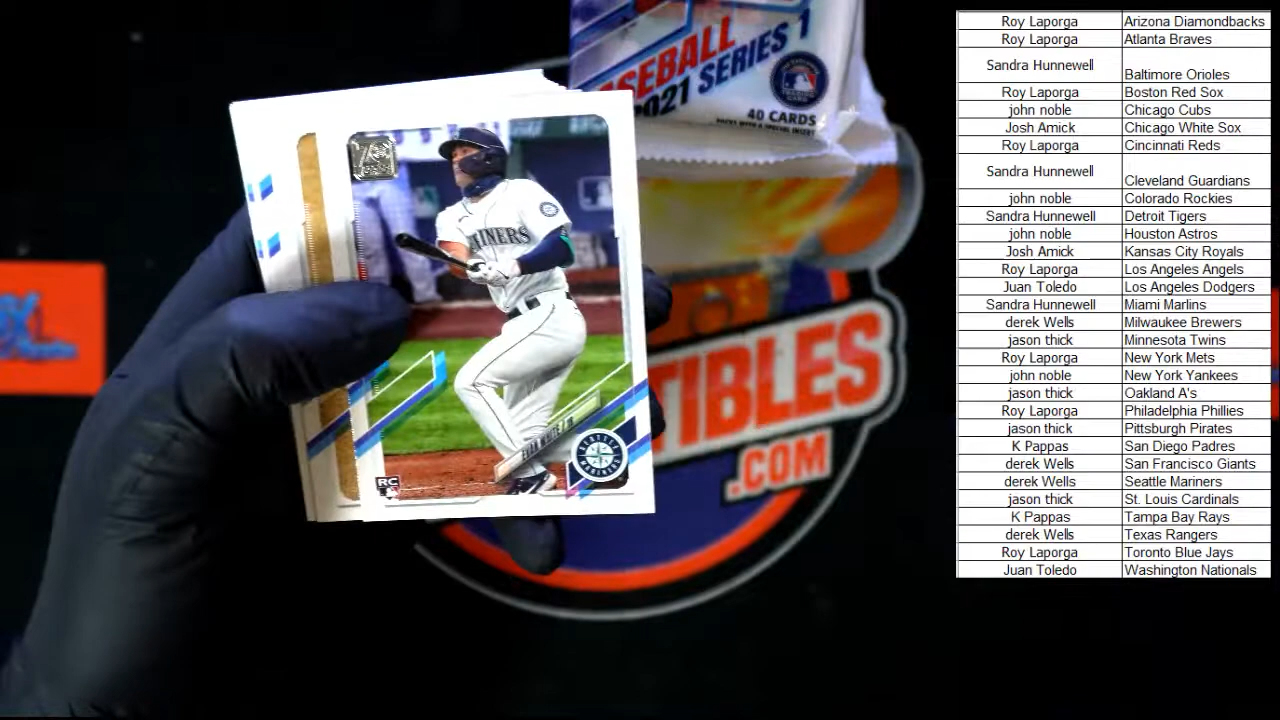 BASEBALL
2021 SERIES 1
40 CARDS
MARINERS
EVAN WHITE / 1B
SEATTLE
MARINERS
RC
TIBLES
.COM
Roy Laporga Arizona Diamondbacks
Roy Laporga Atlanta Braves
Sandra Hunnewell Baltimore Orioles
Roy Laporga Boston Red Sox
john noble Chicago Cubs
Josh Amick Chicago White Sox
Roy Laporga Cincinnati Reds
Sandra Hunnewell Cleveland Guardians
john noble Colorado Rockies
Sandra Hunnewell Detroit Tigers
john noble Houston Astros
Josh Amick Kansas City Royals
Roy Laporga Los Angeles Angels
Juan Toledo Los Angeles Dodgers
Sandra Hunnewell Miami Marlins
derek Wells Milwaukee Brewers
jason thick Minnesota Twins
Roy Laporga New York Mets
john noble New York Yankees
jason thick Oakland A's
Roy Laporga Philadelphia Phillies
jason thick Pittsburgh Pirates
K Pappas San Diego Padres
derek Wells San Francisco Giants
derek Wells Seattle Mariners
jason thick St. Louis Cardinals
K Pappas Tampa Bay Rays
derek Wells Texas Rangers
Roy Laporga Toronto Blue Jays
Juan Toledo Washington Nationals